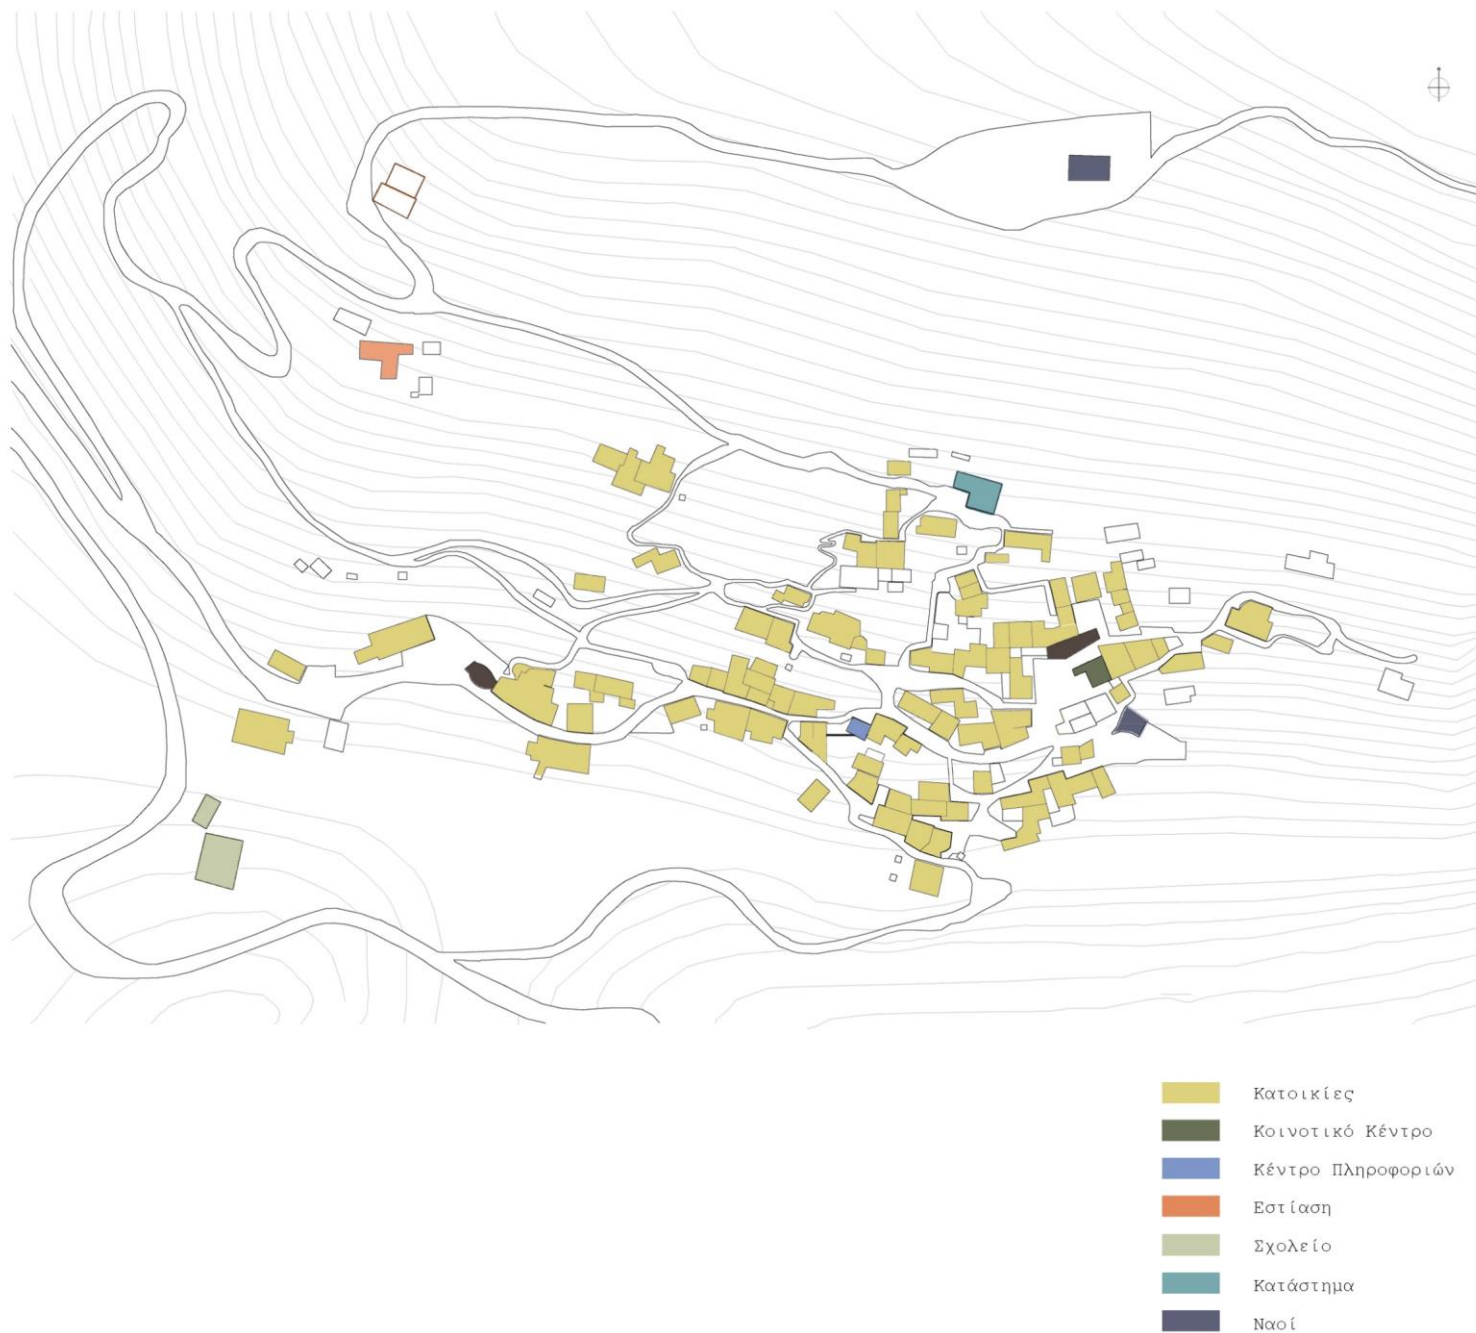 Κατοικίες
Κοινοτικό Κέντρο
Κέντρο Πληροφοριών
Εστίαση
Σχολείο
Κατάστημα
Ναοί